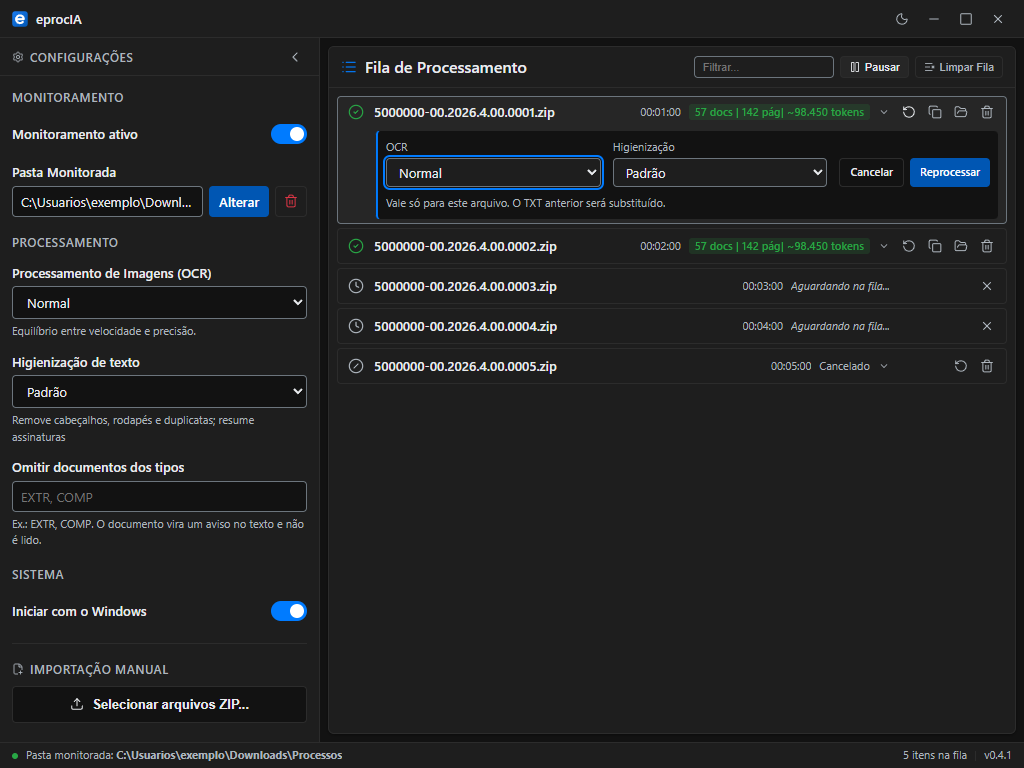 eprocIA
CONFIGURAÇÕES
MONITORAMENTO
Monitoramento ativo
Pasta Monitorada
C:\Usuarios\exemplo\Downl...
Alterar
PROCESSAMENTO
Processamento de Imagens (OCR)
Normal
Equilíbrio entre velocidade e precisão.
Higienização de texto
Padrão
Remove cabeçalhos, rodapés e duplicatas; resume
assinaturas
Omitir documentos dos tipos
EXTR, COMP
Ex.: EXTR, COMP. O documento vira um aviso no texto e não
é lido.
SISTEMA
Iniciar com o Windows
IMPORTAÇÃO MANUAL
Selecionar arquivos ZIP...
Fila de Processamento
Filtrar...
Pausar
Limpar Fila
5000000-00.2026.4.00.0001.zip 00:01:00 57 docs | 142 pág| ~98.450 tokens
OCR Higienização
Normal Padrão Cancelar Reprocessar
Vale só para este arquivo. O TXT anterior será substituído.
5000000-00.2026.4.00.0002.zip 00:02:00 57 docs | 142 pág| ~98.450 tokens
5000000-00.2026.4.00.0003.zip 00:03:00 Aguardando na fila...
5000000-00.2026.4.00.0004.zip 00:04:00 Aguardando na fila...
5000000-00.2026.4.00.0005.zip 00:05:00 Cancelado
Pasta monitorada: C:\Usuarios\exemplo\Downloads\Processos
5 itens na fila
v0.4.1